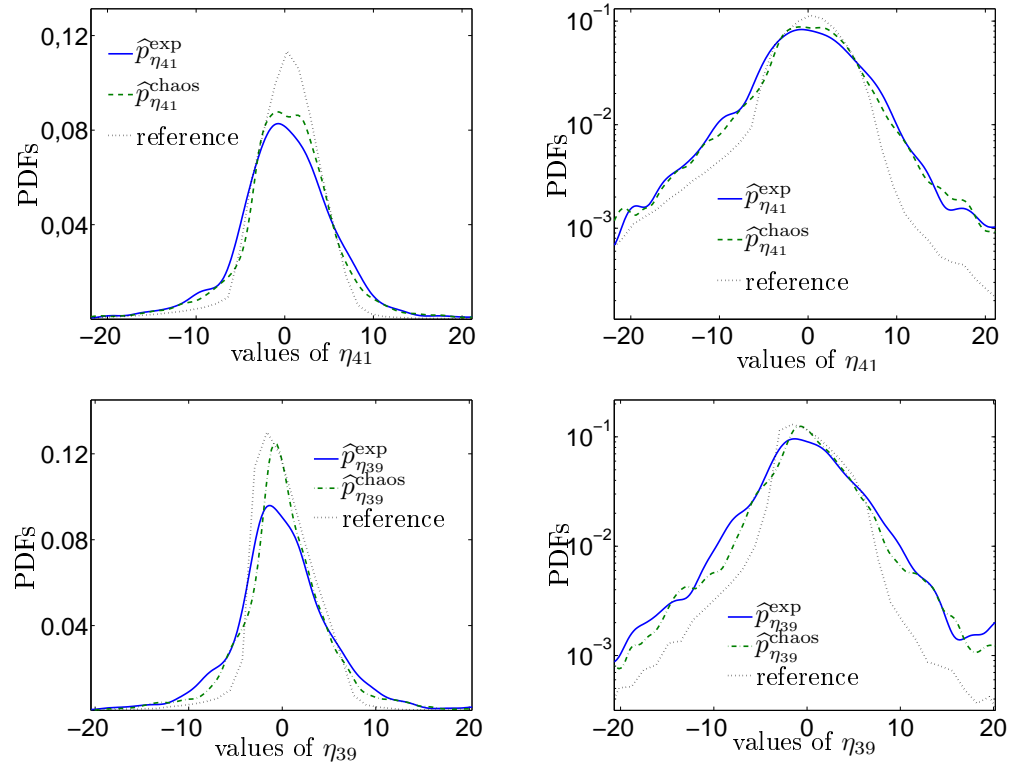 PDFs
0,12
0,08
0,04
p̂^exp_η41
p̂^chaos_η41
reference
−20 −10 0 10 20
values of η41
PDFs
10^−1
10^−2
10^−3
p̂^exp_η41
p̂^chaos_η41
reference
−20 −10 0 10 20
values of η41
PDFs
0.12
0.08
0.04
p̂^exp_η39
p̂^chaos_η39
reference
−20 −10 0 10 20
values of η39
PDFs
10^−1
10^−2
10^−3
p̂^exp_η39
p̂^chaos_η39
reference
−20 −10 0 10 20
values of η39